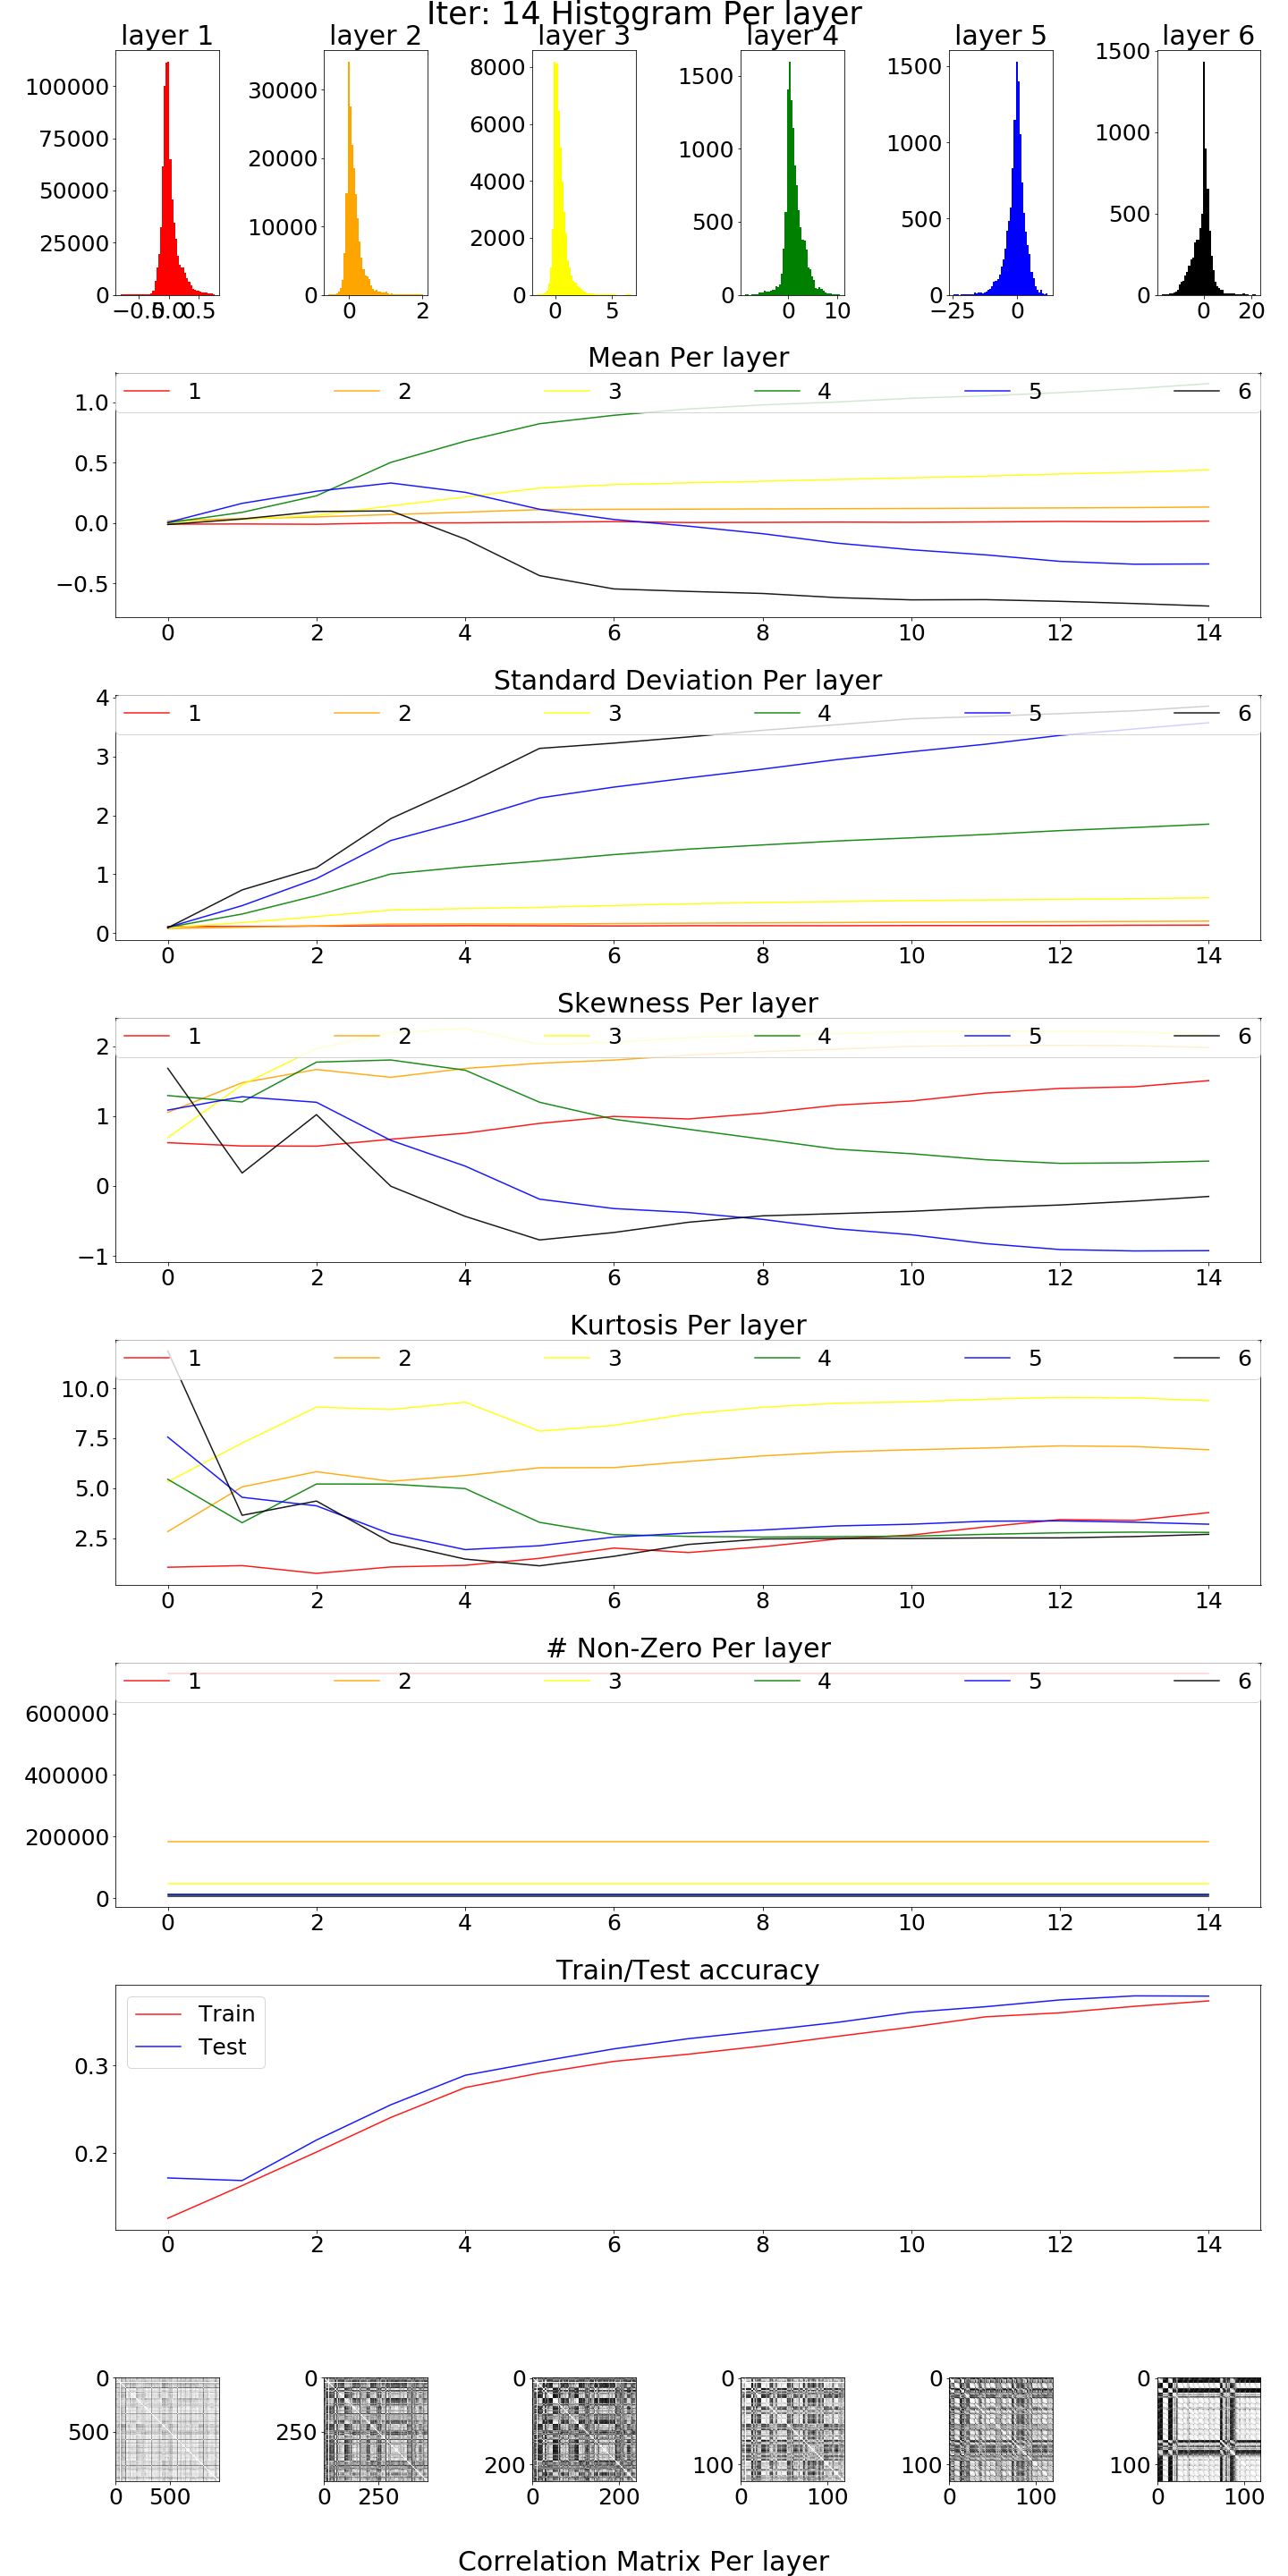 Iter: 14 Histogram Per layer
layer 1 layer 2 layer 3 layer 4 layer 5 layer 6
100000 75000 50000 25000 0
−0.5 0.0 0.5
30000 20000 10000 0
0 2
8000 6000 4000 2000 0
0 5
1500 1000 500 0
0 10
1500 1000 500 0
−25 0
1500 1000 500 0
0 20
Mean Per layer
1 2 3 4 5 6
1.0
0.5
0.0
−0.5
0 2 4 6 8 10 12 14
Standard Deviation Per layer
4
1 2 3 4 5 6
3
2
1
0
0 2 4 6 8 10 12 14
Skewness Per layer
1 2 3 4 5 6
2
1
0
−1
0 2 4 6 8 10 12 14
Kurtosis Per layer
1 2 3 4 5 6
10.0
7.5
5.0
2.5
0 2 4 6 8 10 12 14
# Non-Zero Per layer
1 2 3 4 5 6
600000
400000
200000
0
0 2 4 6 8 10 12 14
Train/Test accuracy
Train
Test
0.3
0.2
0 2 4 6 8 10 12 14
0 500
0 500
0 250
0 250
0 200
0 200
0 100
0 100
0 100
0 100
0 100
0 100
Correlation Matrix Per layer